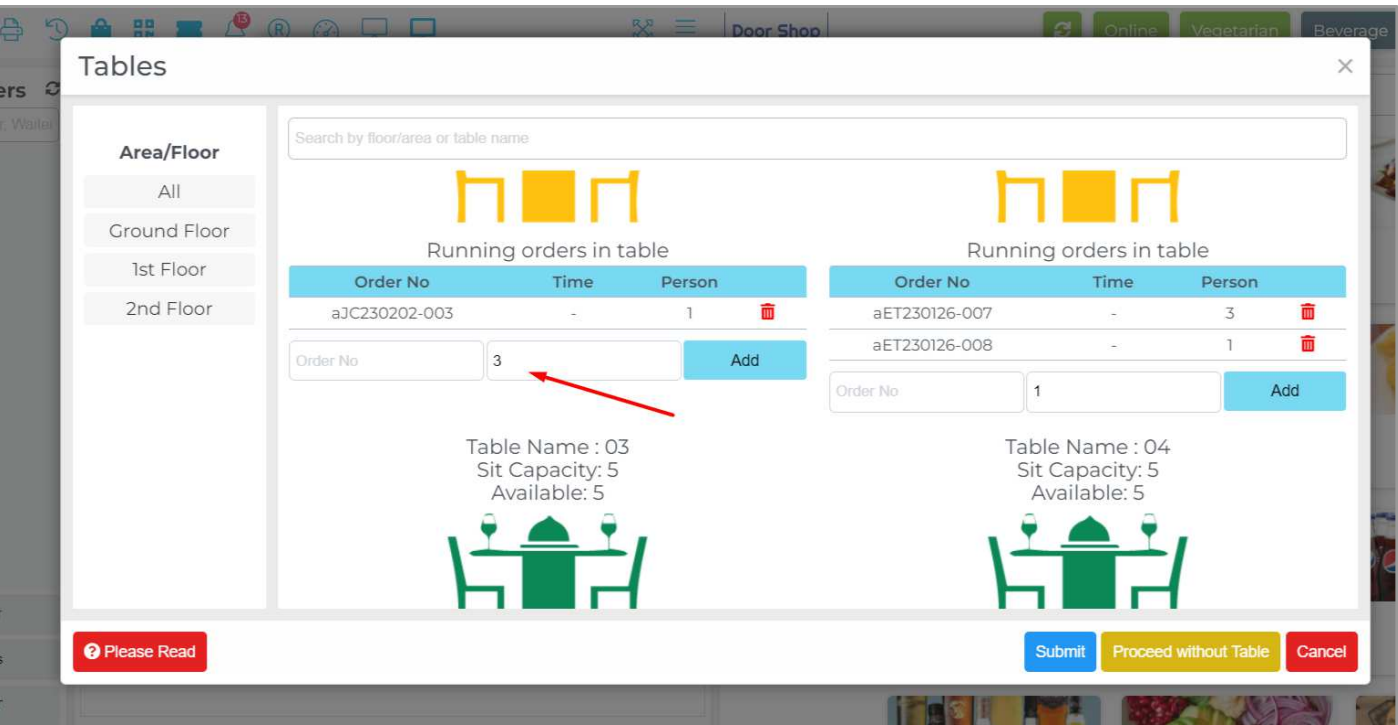 13
R
Door Shop
Online
Vegetarian
Beverage
Tables
×
ers
Area/Floor
All
Ground Floor
1st Floor
2nd Floor
Search by floor/area or table name
Running orders in table
Order No Time Person
aJC230202-003 - 1
Order No 3 Add
Table Name : 03
Sit Capacity: 5
Available: 5
Running orders in table
Order No Time Person
aET230126-007 - 3
aET230126-008 - 1
Order No 1 Add
Table Name : 04
Sit Capacity: 5
Available: 5
Please Read
Submit
Proceed without Table
Cancel